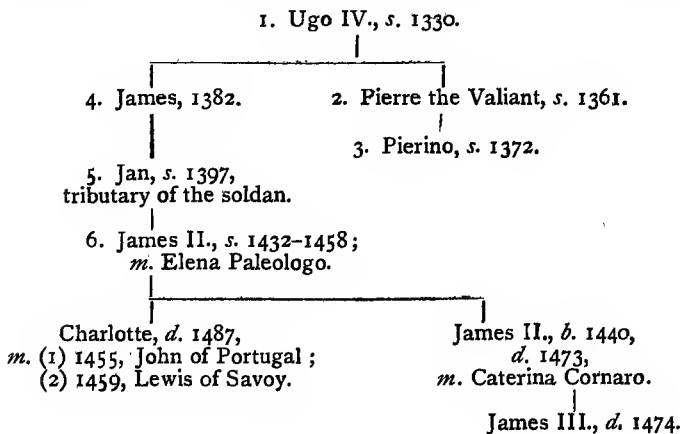 1. Ugo IV., s. 1330.
4. James, 1382. 2. Pierre the Valiant, s. 1361.
3. Pierino, s. 1372.
5. Jan, s. 1397,
tributary of the soldan.
6. James II., s. 1432–1458;
m. Elena Paleologo.
Charlotte, d. 1487, James II., b. 1440,
m. (1) 1455, John of Portugal; d. 1473,
(2) 1459, Lewis of Savoy. m. Caterina Cornaro.
James III., d. 1474.